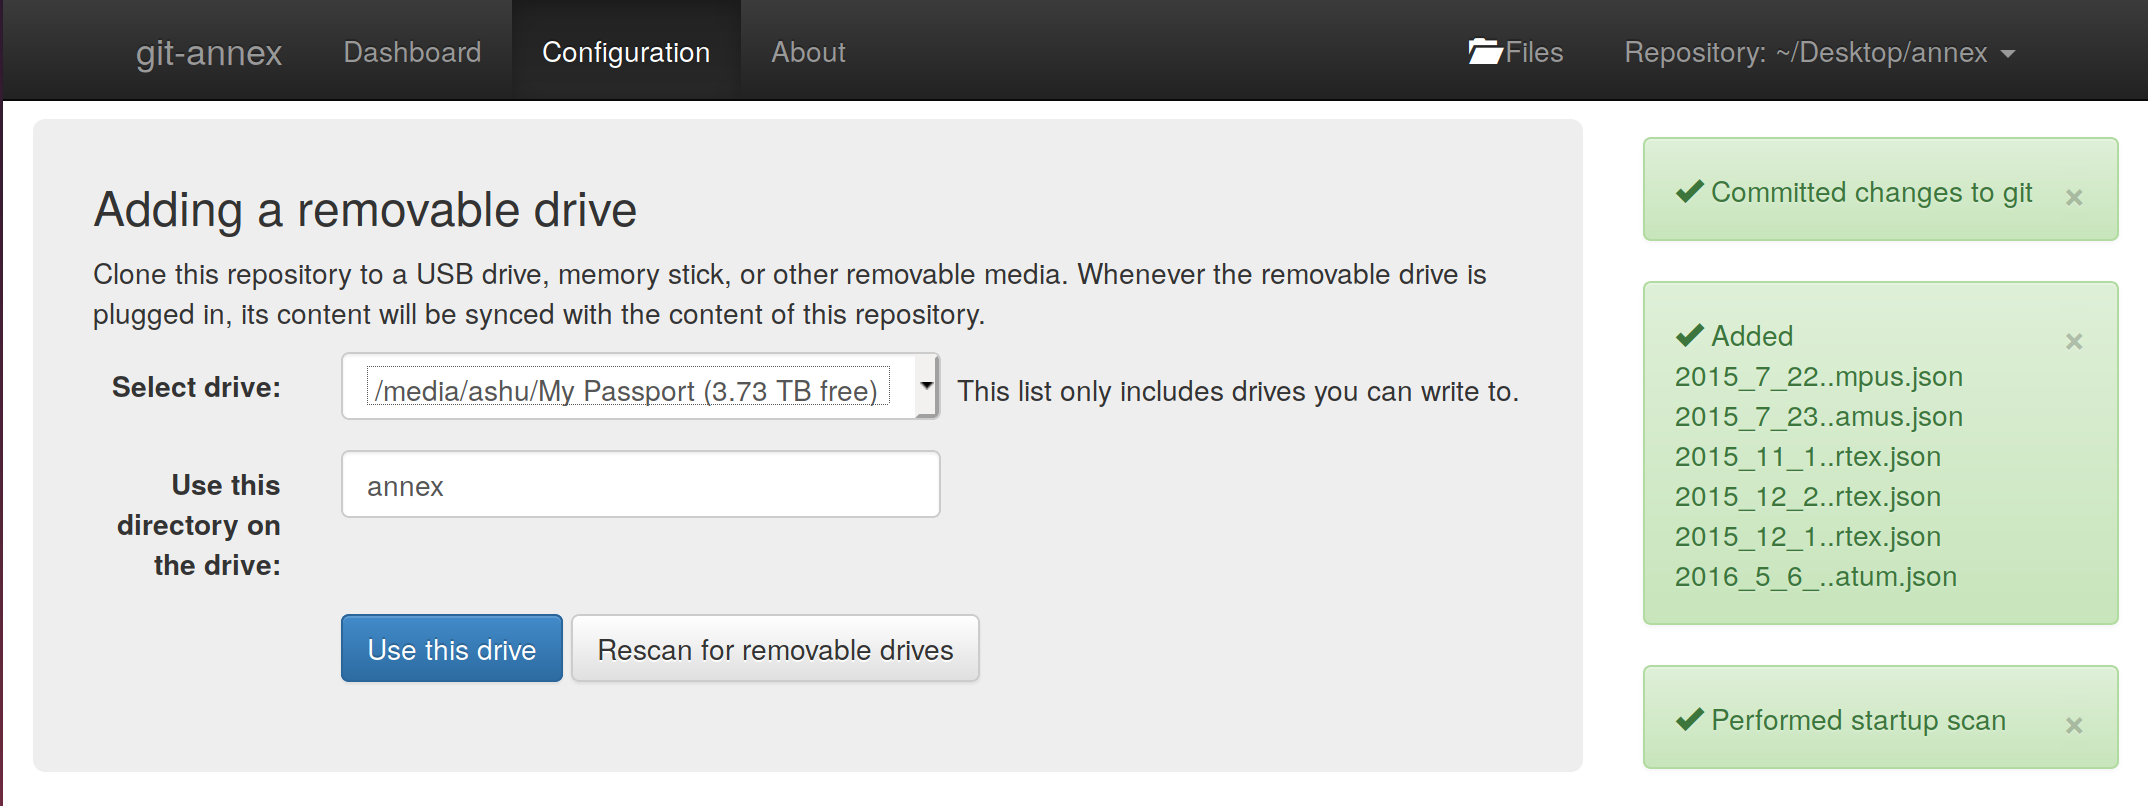 git-annex Dashboard Configuration About Files Repository: ~/Desktop/annex
Adding a removable drive
Clone this repository to a USB drive, memory stick, or other removable media. Whenever the removable drive is
plugged in, its content will be synced with the content of this repository.
Select drive: /media/ashu/My Passport (3.73 TB free) This list only includes drives you can write to.
Use this
directory on
the drive:
annex
Use this drive Rescan for removable drives
Committed changes to git ×
Added ×
2015_7_22..mpus.json
2015_7_23..amus.json
2015_11_1..rtex.json
2015_12_2..rtex.json
2015_12_1..rtex.json
2016_5_6_..atum.json
Performed startup scan ×